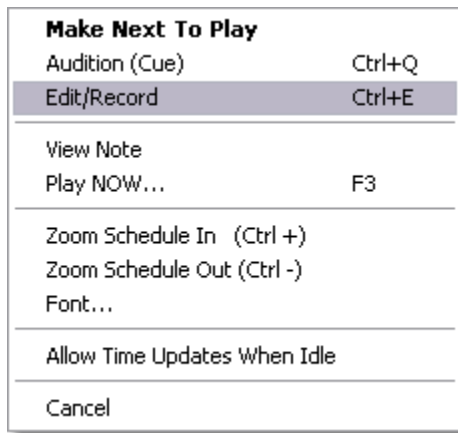 Make Next To Play
Audition (Cue) Ctrl+Q
Edit/Record Ctrl+E
View Note
Play NOW... F3
Zoom Schedule In (Ctrl +)
Zoom Schedule Out (Ctrl -)
Font...
Allow Time Updates When Idle
Cancel